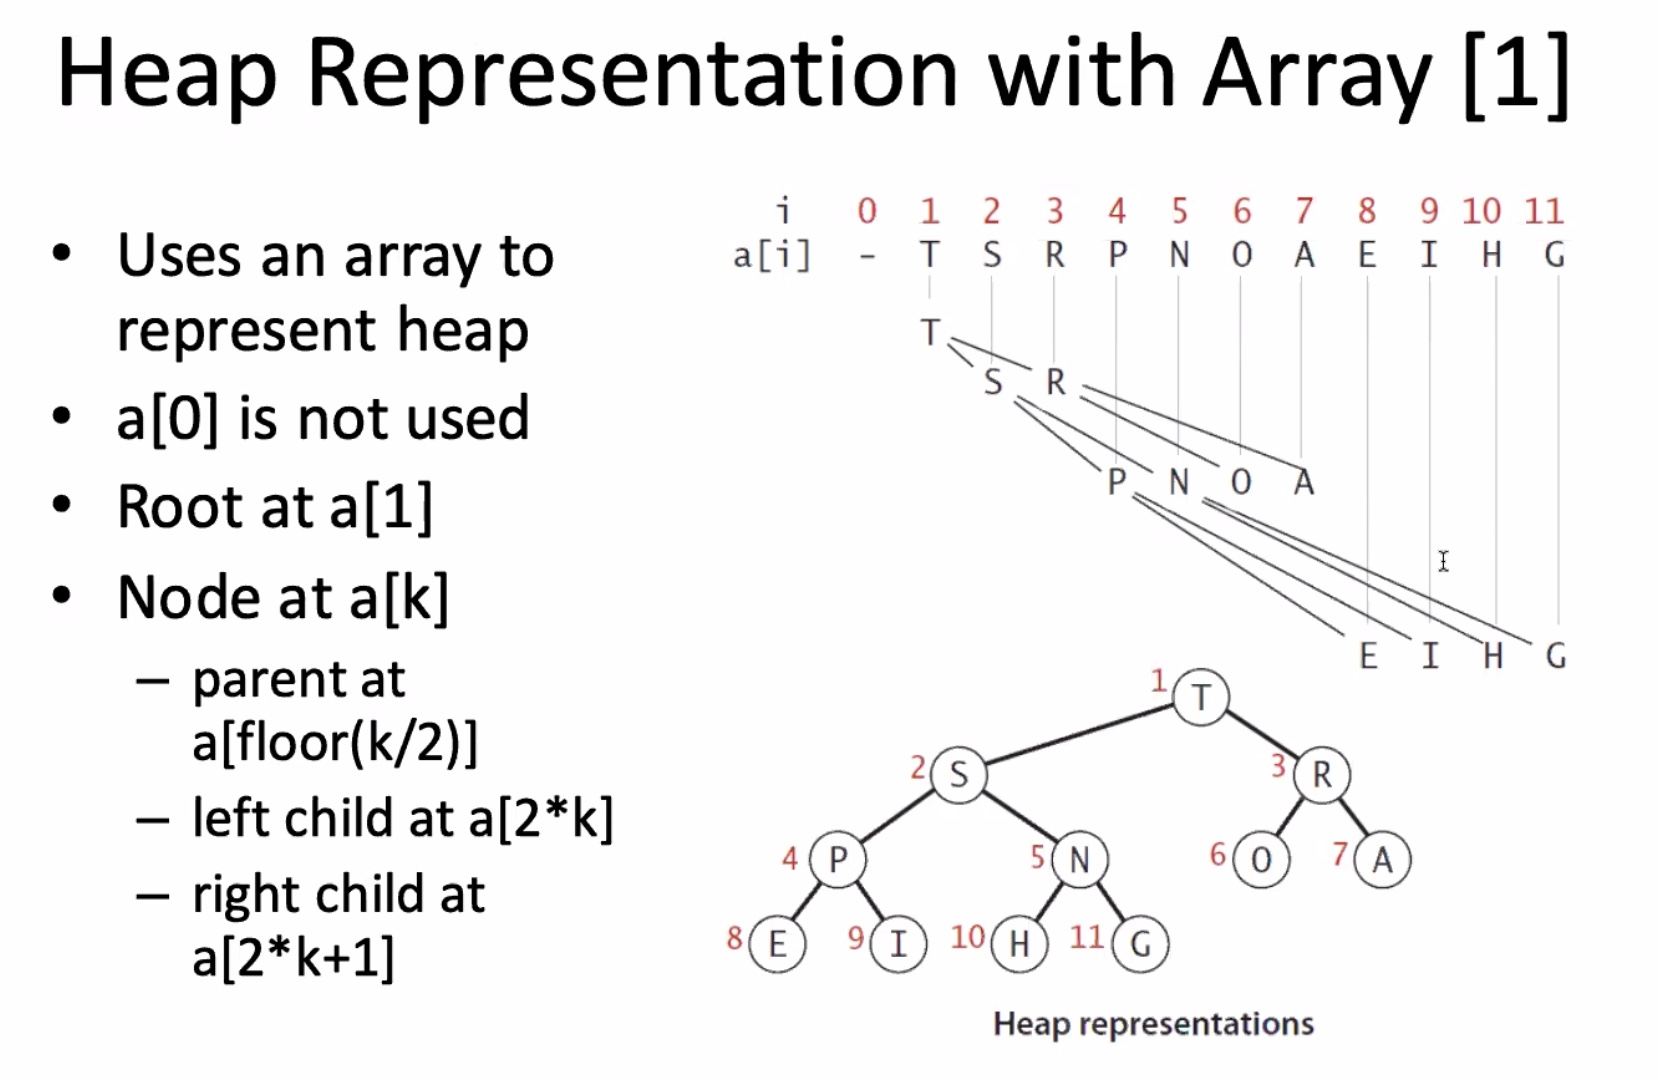 Heap Representation with Array [1]
• Uses an array to
represent heap
• a[0] is not used
• Root at a[1]
• Node at a[k]
– parent at
a[floor(k/2)]
– left child at a[2*k]
– right child at
a[2*k+1]
i 0 1 2 3 4 5 6 7 8 9 10 11
a[i] - T S R P N O A E I H G
T
S R
P N O A
E I H G
1 T
2 S 3 R
4 P 5 N 6 O 7 A
8 E 9 I 10 H 11 G
Heap representations